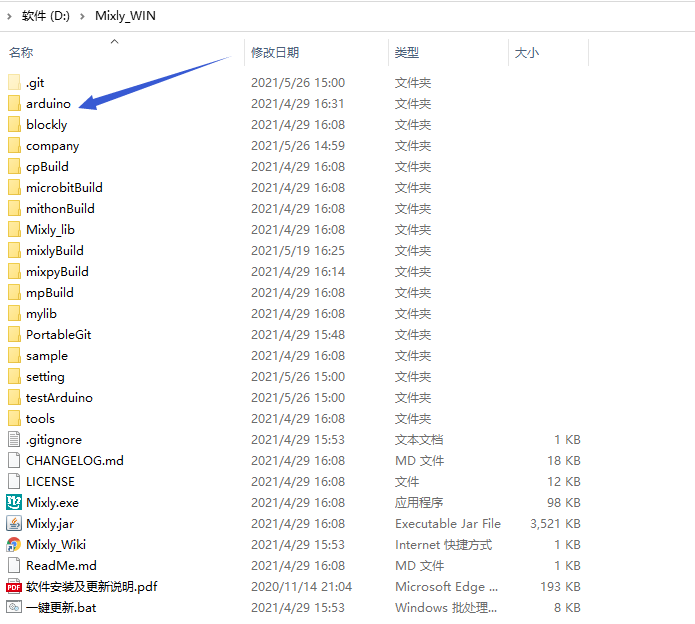 软件 (D:) > Mixly_WIN
名称 修改日期 类型 大小
.git 2021/5/26 15:00 文件夹
arduino 2021/4/29 16:31 文件夹
blockly 2021/4/29 16:08 文件夹
company 2021/5/26 14:59 文件夹
cpBuild 2021/4/29 16:08 文件夹
microbitBuild 2021/4/29 16:08 文件夹
mithonBuild 2021/4/29 16:08 文件夹
Mixly_lib 2021/4/29 16:08 文件夹
mixlyBuild 2021/5/19 16:25 文件夹
mixpyBuild 2021/4/29 16:14 文件夹
mpBuild 2021/4/29 16:08 文件夹
mylib 2021/4/29 16:08 文件夹
PortableGit 2021/4/29 15:48 文件夹
sample 2021/4/29 16:08 文件夹
setting 2021/5/26 15:00 文件夹
testArduino 2021/5/26 15:00 文件夹
tools 2021/4/29 16:08 文件夹
.gitignore 2021/4/29 15:53 文本文档 1 KB
CHANGELOG.md 2021/4/29 16:08 MD 文件 18 KB
LICENSE 2021/4/29 16:08 文件 12 KB
Mixly.exe 2021/4/29 16:08 应用程序 98 KB
Mixly.jar 2021/4/29 16:08 Executable Jar File 3,521 KB
Mixly_Wiki 2021/4/29 15:53 Internet 快捷方式 1 KB
ReadMe.md 2021/4/29 16:08 MD 文件 1 KB
PDF 软件安装及更新说明.pdf 2020/11/14 21:04 Microsoft Edge ... 193 KB
一键更新.bat 2021/4/29 15:53 Windows 批处理... 8 KB